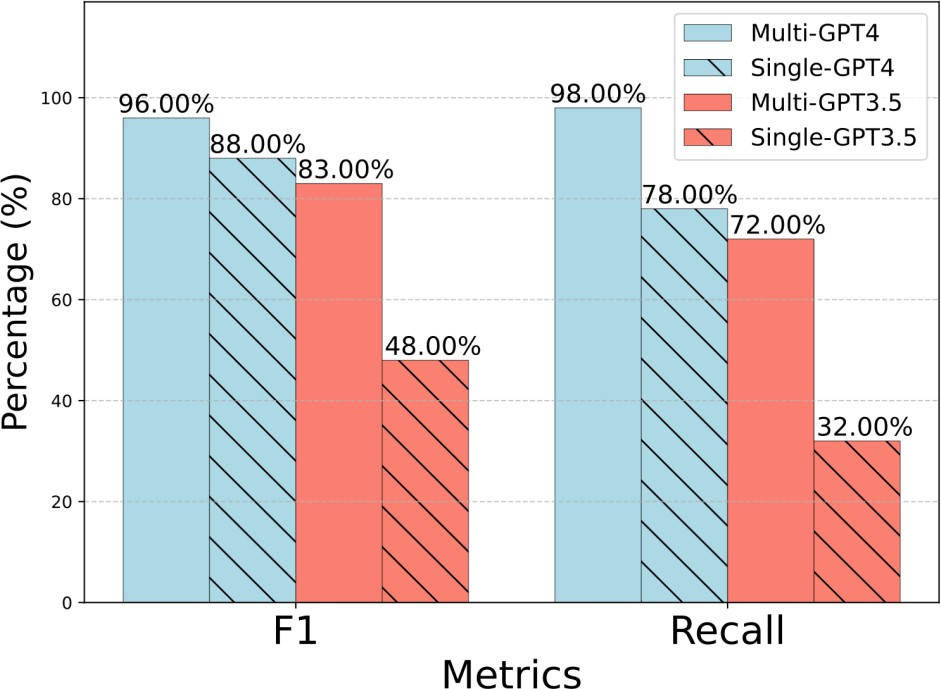 Multi-GPT4
Single-GPT4
Multi-GPT3.5
Single-GPT3.5
96.00%
88.00%
83.00%
48.00%
98.00%
78.00%
72.00%
32.00%
100
80
60
40
20
0
Percentage (%)
F1
Recall
Metrics